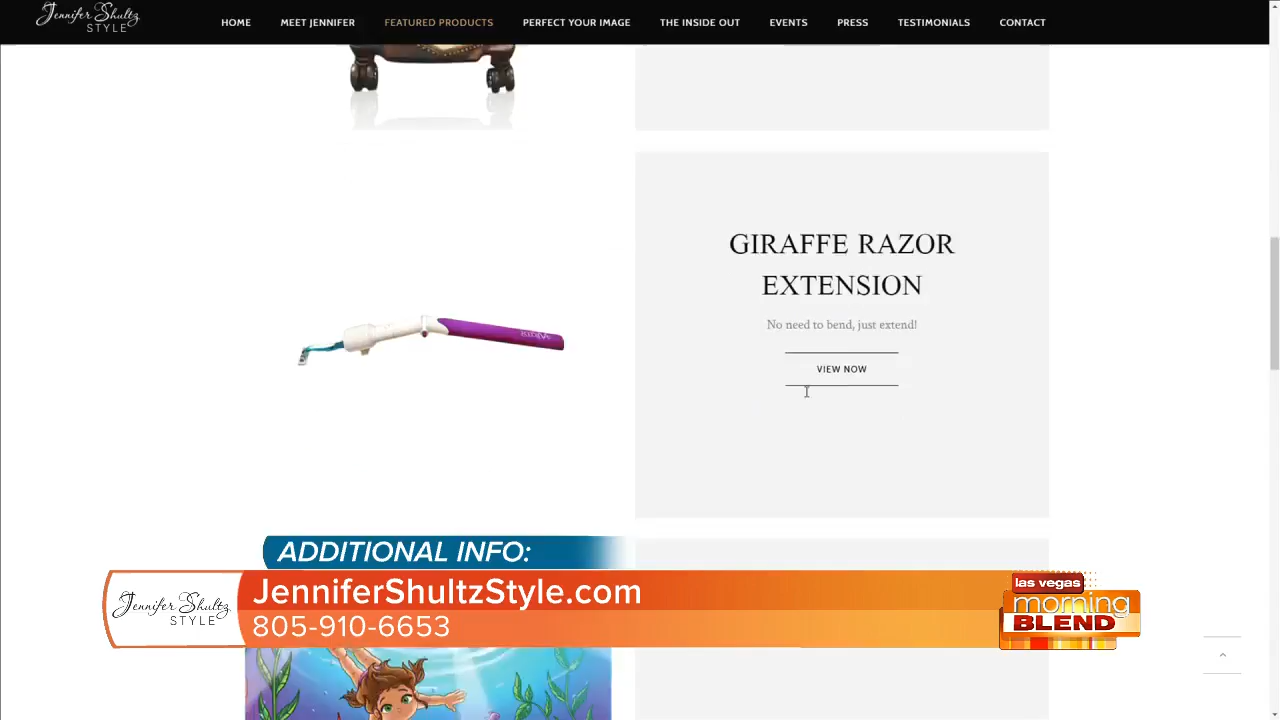 Jennifer Shultz
STYLE
HOME MEET JENNIFER FEATURED PRODUCTS PERFECT YOUR IMAGE THE INSIDE OUT EVENTS PRESS TESTIMONIALS CONTACT
GIRAFFE RAZOR
EXTENSION
No need to bend, just extend!
VIEW NOW
ADDITIONAL INFO:
Jennifer Shultz
STYLE
JenniferShultzStyle.com
805-910-6653
las vegas
morning
BLEND